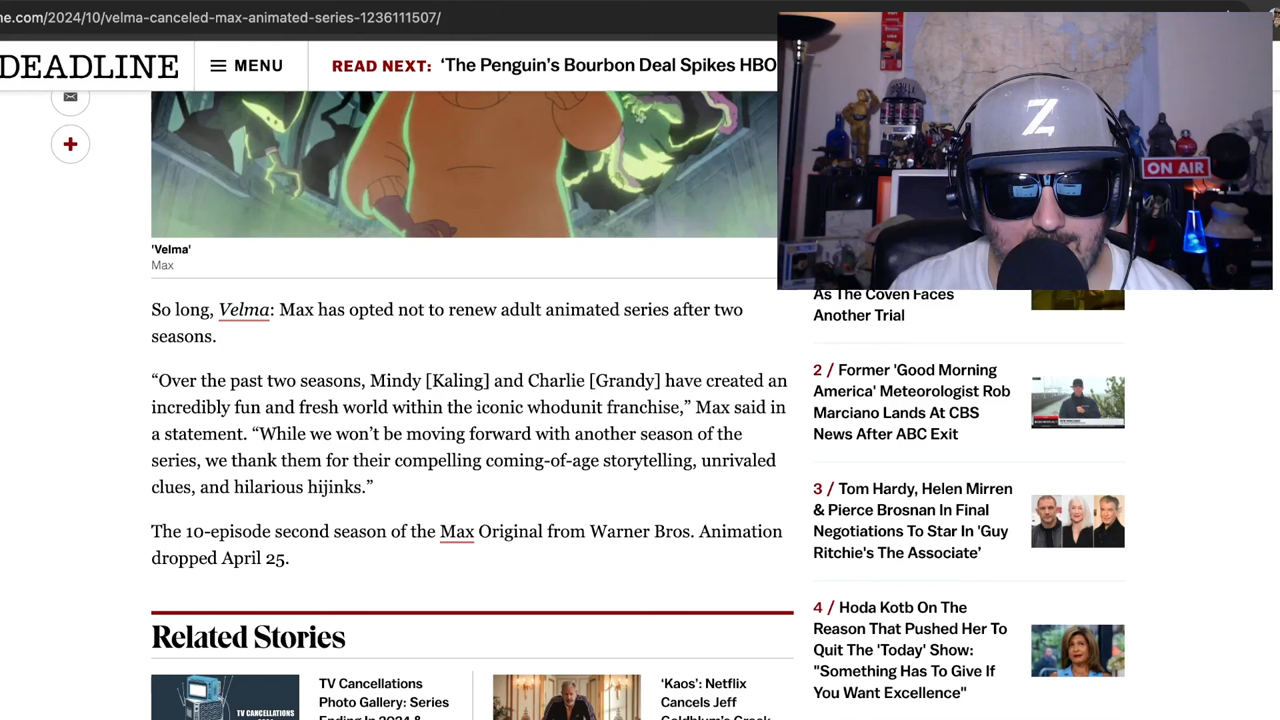 ne.com/2024/10/velma-canceled-max-animated-series-1236111507/
DEADLINE
MENU
READ NEXT: 'The Penguin's Bourbon Deal Spikes HBO
Z
ON AIR
'Velma'
Max
So long, Velma: Max has opted not to renew adult animated series after two
seasons.
“Over the past two seasons, Mindy [Kaling] and Charlie [Grandy] have created an
incredibly fun and fresh world within the iconic whodunit franchise,” Max said in
a statement. “While we won’t be moving forward with another season of the
series, we thank them for their compelling coming-of-age storytelling, unrivaled
clues, and hilarious hijinks.”
The 10-episode second season of the Max Original from Warner Bros. Animation
dropped April 25.
Related Stories
TV CANCELLATIONS
TV Cancellations
Photo Gallery: Series
Ending In 2024 &
‘Kaos’: Netflix
Cancels Jeff
Goldblum’s Greek
As The Coven Faces
Another Trial
2 / Former 'Good Morning
America' Meteorologist Rob
Marciano Lands At CBS
News After ABC Exit
3 / Tom Hardy, Helen Mirren
& Pierce Brosnan In Final
Negotiations To Star In 'Guy
Ritchie's The Associate’
4 / Hoda Kotb On The
Reason That Pushed Her To
Quit The 'Today' Show:
"Something Has To Give If
You Want Excellence"